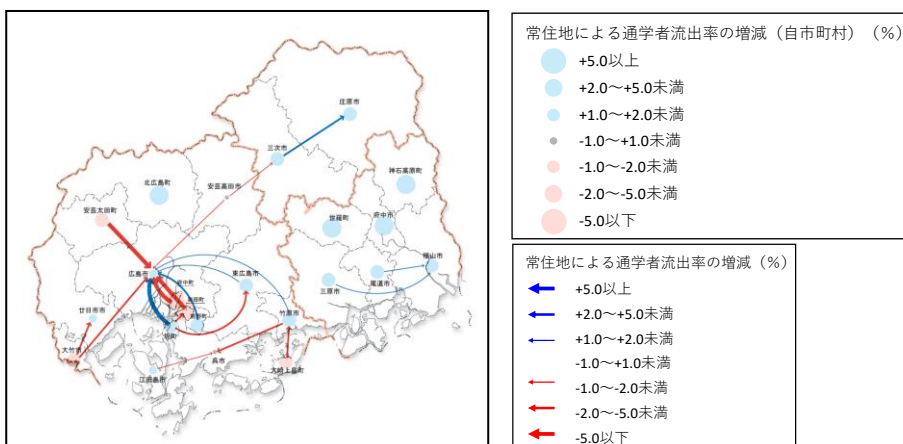 常住地による通学者流出率の増減（自市町村）（%）
+5.0以上
+2.0～+5.0未満
+1.0～+2.0未満
-1.0～+1.0未満
-1.0～-2.0未満
-2.0～-5.0未満
-5.0以下
常住地による通学者流出率の増減（%）
+5.0以上
+2.0～+5.0未満
+1.0～+2.0未満
-1.0～+1.0未満
-1.0～-2.0未満
-2.0～-5.0未満
-5.0以下
庄原市
三次市
神石高原町
北広島町
安芸高田市
安芸太田町
世羅町
府中市
広島市
東広島市
福山市
府中町
三原市
尾道市
廿日市市
竹原市
大竹市
呉市
江田島市
大崎上島町